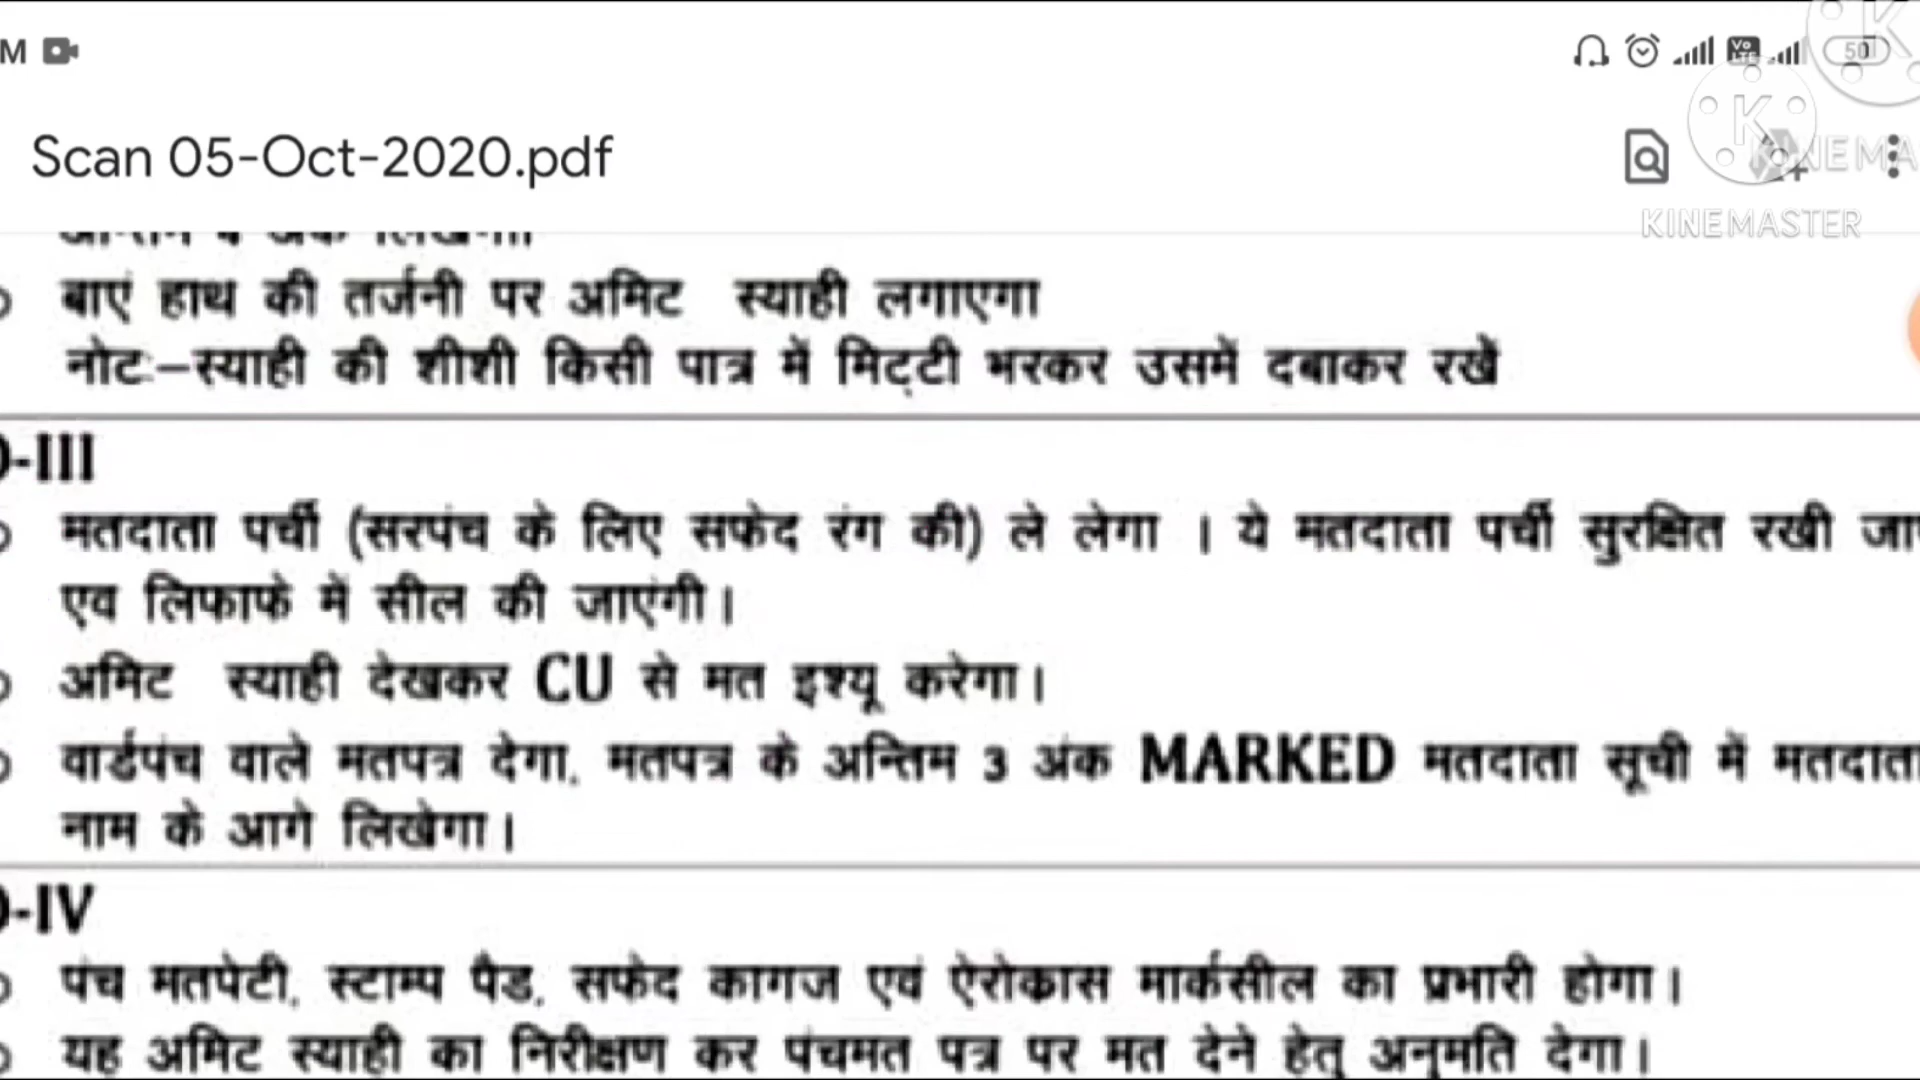 M
50
Scan 05-Oct-2020.pdf
KINEMA
KINEMASTER
बाएं हाथ की तर्जनी पर अमिट स्याही लगाएगा
नोटः–स्याही की शीशी किसी पात्र में मिट्टी भरकर उसमें दबाकर रखें
-III
मतदाता पर्ची (सरपंच के लिए सफेद रंग की) ले लेगा । ये मतदाता पर्ची सुरक्षित रखी
एव लिफाफे में सील की जाएंगी।
अमिट स्याही देखकर CU से मत इश्यू करेगा।
वार्डपंच वाले मतपत्र देगा, मतपत्र के अन्तिम 3 अंक MARKED मतदाता सूची में मतदाता
नाम के आगे लिखेगा।
-IV
पंच मतपेटी, स्टाम्प पैड, सफेद कागज एवं ऐरोकास मार्कसील का प्रभारी होगा।
यह अमिट स्याही का निरीक्षण कर पंचमत पत्र पर मत देने हेतु अनुमति देगा।